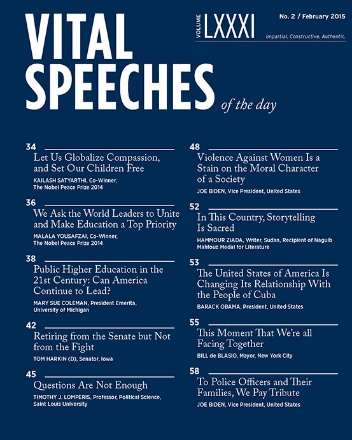 VITAL
SPEECHES
of the day
VOLUME
LXXXI
No. 2 / February 2015
Impartial. Constructive. Authentic.
34
Let Us Globalize Compassion,
and Set Our Children Free
KAILASH SATYARTHI, Co-Winner,
The Nobel Peace Prize 2014
36
We Ask the World Leaders to Unite
and Make Education a Top Priority
MALALA YOUSAFZAI, Co-Winner,
The Nobel Peace Prize 2014
38
Public Higher Education in the
21st Century: Can America
Continue to Lead?
MARY SUE COLEMAN, President Emerita,
University of Michigan
42
Retiring from the Senate but Not
from the Fight
TOM HARKIN (D), Senator, Iowa
45
Questions Are Not Enough
TIMOTHY J. LOMPERIS, Professor, Political Science,
Saint Louis University
48
Violence Against Women Is a
Stain on the Moral Character
of a Society
JOE BIDEN, Vice President, United States
52
In This Country, Storytelling
Is Sacred
HAMMOUR ZIADA, Writer, Sudan, Recipient of Naguib
Mahfouz Medal for Literature
53
The United States of America Is
Changing Its Relationship With
the People of Cuba
BARACK OBAMA, President, United States
55
This Moment That We're all
Facing Together
BILL de BLASIO, Mayor, New York City
58
To Police Officers and Their
Families, We Pay Tribute
JOE BIDEN, Vice President, United States